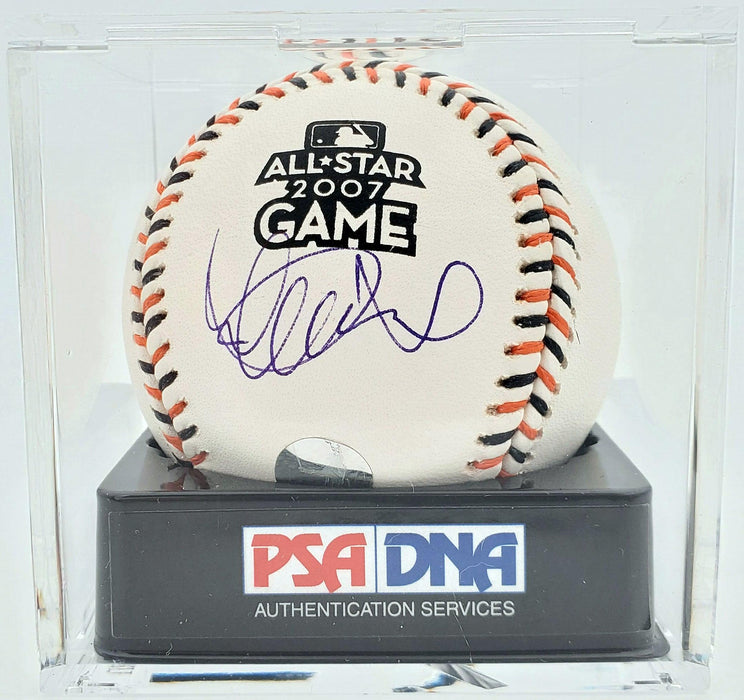 ALL★STAR
2007
GAME
PSA DNA
AUTHENTICATION SERVICES